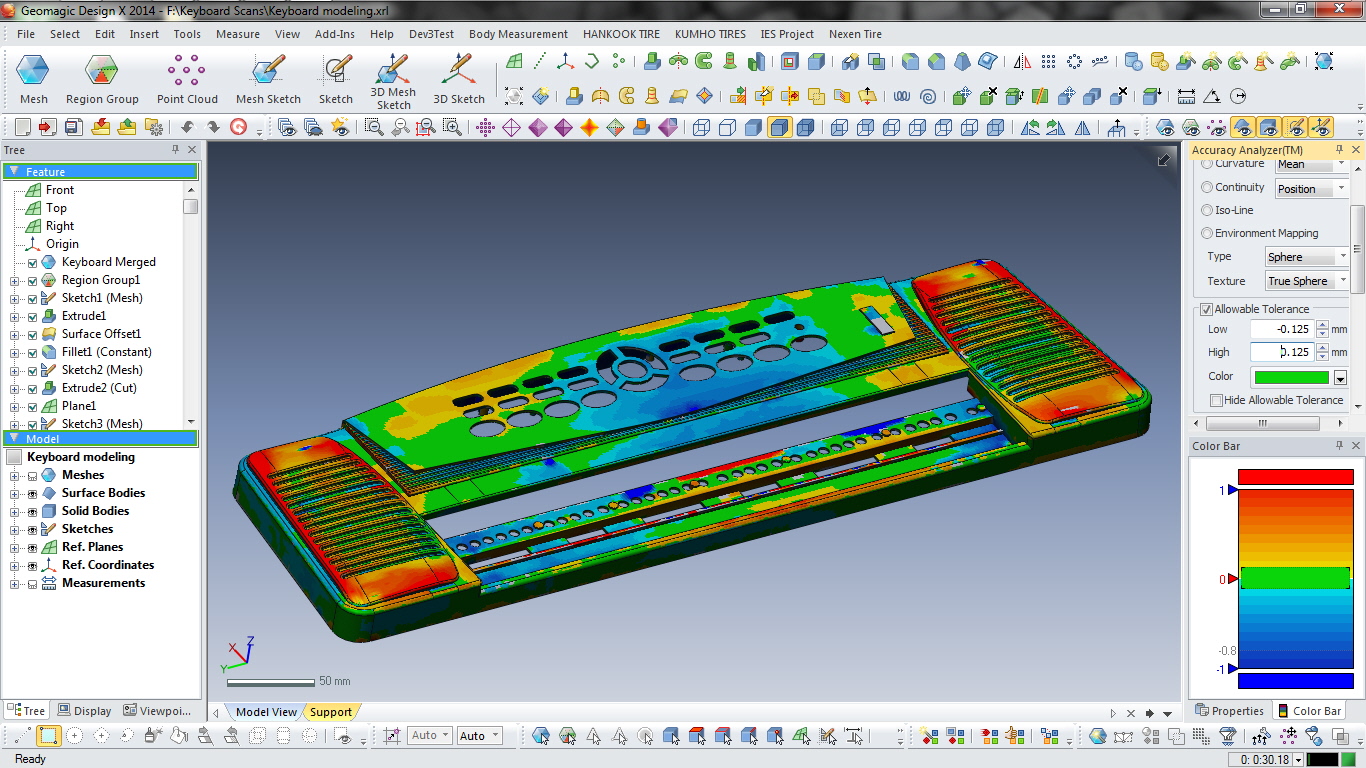 Geomagic Design X 2014 - F:\Keyboard Scans\Keyboard modeling.xrl
File Select Edit Insert Tools Measure View Add-Ins Help Dev3Test Body Measurement HANKOOK TIRE KUMHO TIRES IES Project Nexen Tire
Mesh Region Group Point Cloud Mesh Sketch Sketch 3D Mesh Sketch 3D Sketch
Tree
Feature
Front
Top
Right
Origin
Keyboard Merged
Region Group1
Sketch1 (Mesh)
Extrude1
Surface Offset1
Fillet1 (Constant)
Sketch2 (Mesh)
Extrude2 (Cut)
Plane1
Sketch3 (Mesh)
Model
Keyboard modeling
Meshes
Surface Bodies
Solid Bodies
Sketches
Ref. Planes
Ref. Coordinates
Measurements
Tree Display Viewpoi...
X Z Y
50 mm
Model View Support
Accuracy Analyzer(TM)
Curvature Mean
Continuity Position
Iso-Line
Environment Mapping
Type Sphere
Texture True Sphere
Allowable Tolerance
Low -0.125 mm
High 0.125 mm
Color
Hide Allowable Tolerance
Color Bar
1
0
-0.8
-1
Properties Color Bar
Auto Auto
Ready
0: 0:30.18